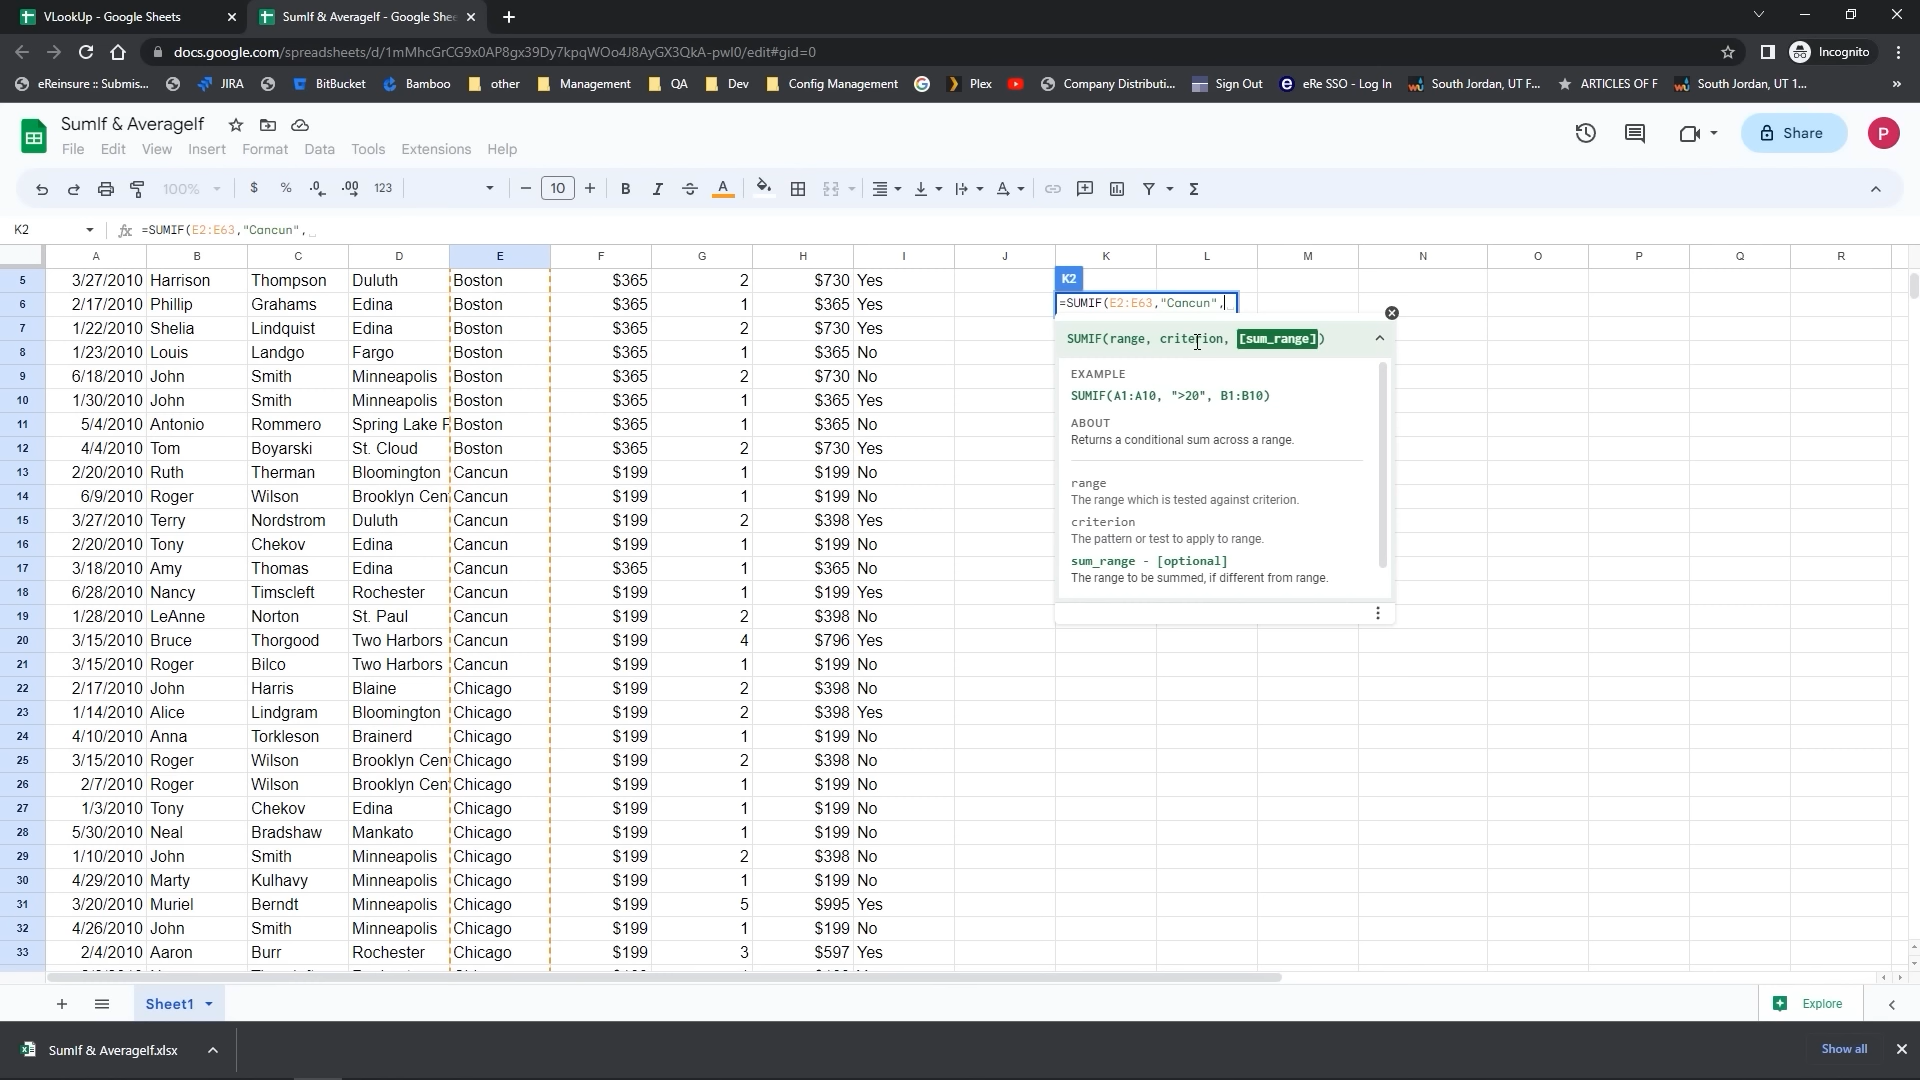 VLookUp - Google Sheets
SumIf & AverageIf - Google She
docs.google.com/spreadsheets/d/1mMhcGrCG9x0AP8gx39Dy7kpqWOo4J8AyGX3QkA-pwI0/edit#gid=0
Incognito
eReinsure :: Submis...
JIRA
BitBucket
Bamboo
other
Management
QA
Dev
Config Management
Plex
Company Distributi...
Sign Out
eRe SSO - Log In
South Jordan, UT F...
ARTICLES OF F
South Jordan, UT 1...
»
SumIf & AverageIf
File Edit View Insert Format Data Tools Extensions Help
Share
P
100% $ % .0 .00 123 10 B I S A Σ
K2 fx =SUMIF(E2:E63,"Cancun",
A B C D E F G H I J K L M N O P Q R
5 3/27/2010 Harrison Thompson Duluth Boston $365 2 $730 Yes
6 2/17/2010 Phillip Grahams Edina Boston $365 1 $365 Yes
7 1/22/2010 Shelia Lindquist Edina Boston $365 2 $730 Yes
8 1/23/2010 Louis Landgo Fargo Boston $365 1 $365 No
9 6/18/2010 John Smith Minneapolis Boston $365 2 $730 No
10 1/30/2010 John Smith Minneapolis Boston $365 1 $365 Yes
11 5/4/2010 Antonio Rommero Spring Lake P Boston $365 1 $365 No
12 4/4/2010 Tom Boyarski St. Cloud Boston $365 2 $730 Yes
13 2/20/2010 Ruth Therman Bloomington Cancun $199 1 $199 No
14 6/9/2010 Roger Wilson Brooklyn Cen Cancun $199 1 $199 No
15 3/27/2010 Terry Nordstrom Duluth Cancun $199 2 $398 Yes
16 2/20/2010 Tony Chekov Edina Cancun $199 1 $199 No
17 3/18/2010 Amy Thomas Edina Cancun $365 1 $365 No
18 6/28/2010 Nancy Timscleft Rochester Cancun $199 1 $199 Yes
19 1/28/2010 LeAnne Norton St. Paul Cancun $199 2 $398 No
20 3/15/2010 Bruce Thorgood Two Harbors Cancun $199 4 $796 Yes
21 3/15/2010 Roger Bilco Two Harbors Cancun $199 1 $199 No
22 2/17/2010 John Harris Blaine Chicago $199 2 $398 No
23 1/14/2010 Alice Lindgram Bloomington Chicago $199 2 $398 Yes
24 4/10/2010 Anna Torkleson Brainerd Chicago $199 1 $199 No
25 3/15/2010 Roger Wilson Brooklyn Cen Chicago $199 2 $398 No
26 2/7/2010 Roger Wilson Brooklyn Cen Chicago $199 1 $199 No
27 1/3/2010 Tony Chekov Edina Chicago $199 1 $199 No
28 5/30/2010 Neal Bradshaw Mankato Chicago $199 1 $199 No
29 1/10/2010 John Smith Minneapolis Chicago $199 2 $398 No
30 4/29/2010 Marty Kulhavy Minneapolis Chicago $199 1 $199 No
31 3/20/2010 Muriel Berndt Minneapolis Chicago $199 5 $995 Yes
32 4/26/2010 John Smith Minneapolis Chicago $199 1 $199 No
33 2/4/2010 Aaron Burr Rochester Chicago $199 3 $597 Yes
K2
=SUMIF(E2:E63,"Cancun",
SUMIF(range, criterion, [sum_range])
EXAMPLE
SUMIF(A1:A10, ">20", B1:B10)
ABOUT
Returns a conditional sum across a range.
range
The range which is tested against criterion.
criterion
The pattern or test to apply to range.
sum_range - [optional]
The range to be summed, if different from range.
Sheet1
Explore
SumIf & AverageIf.xlsx
Show all